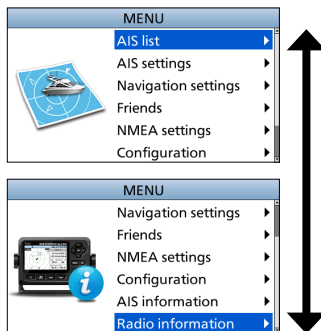 MENU
AIS list
AIS settings
Navigation settings
Friends
NMEA settings
Configuration
MENU
Navigation settings
Friends
NMEA settings
Configuration
AIS information
Radio information